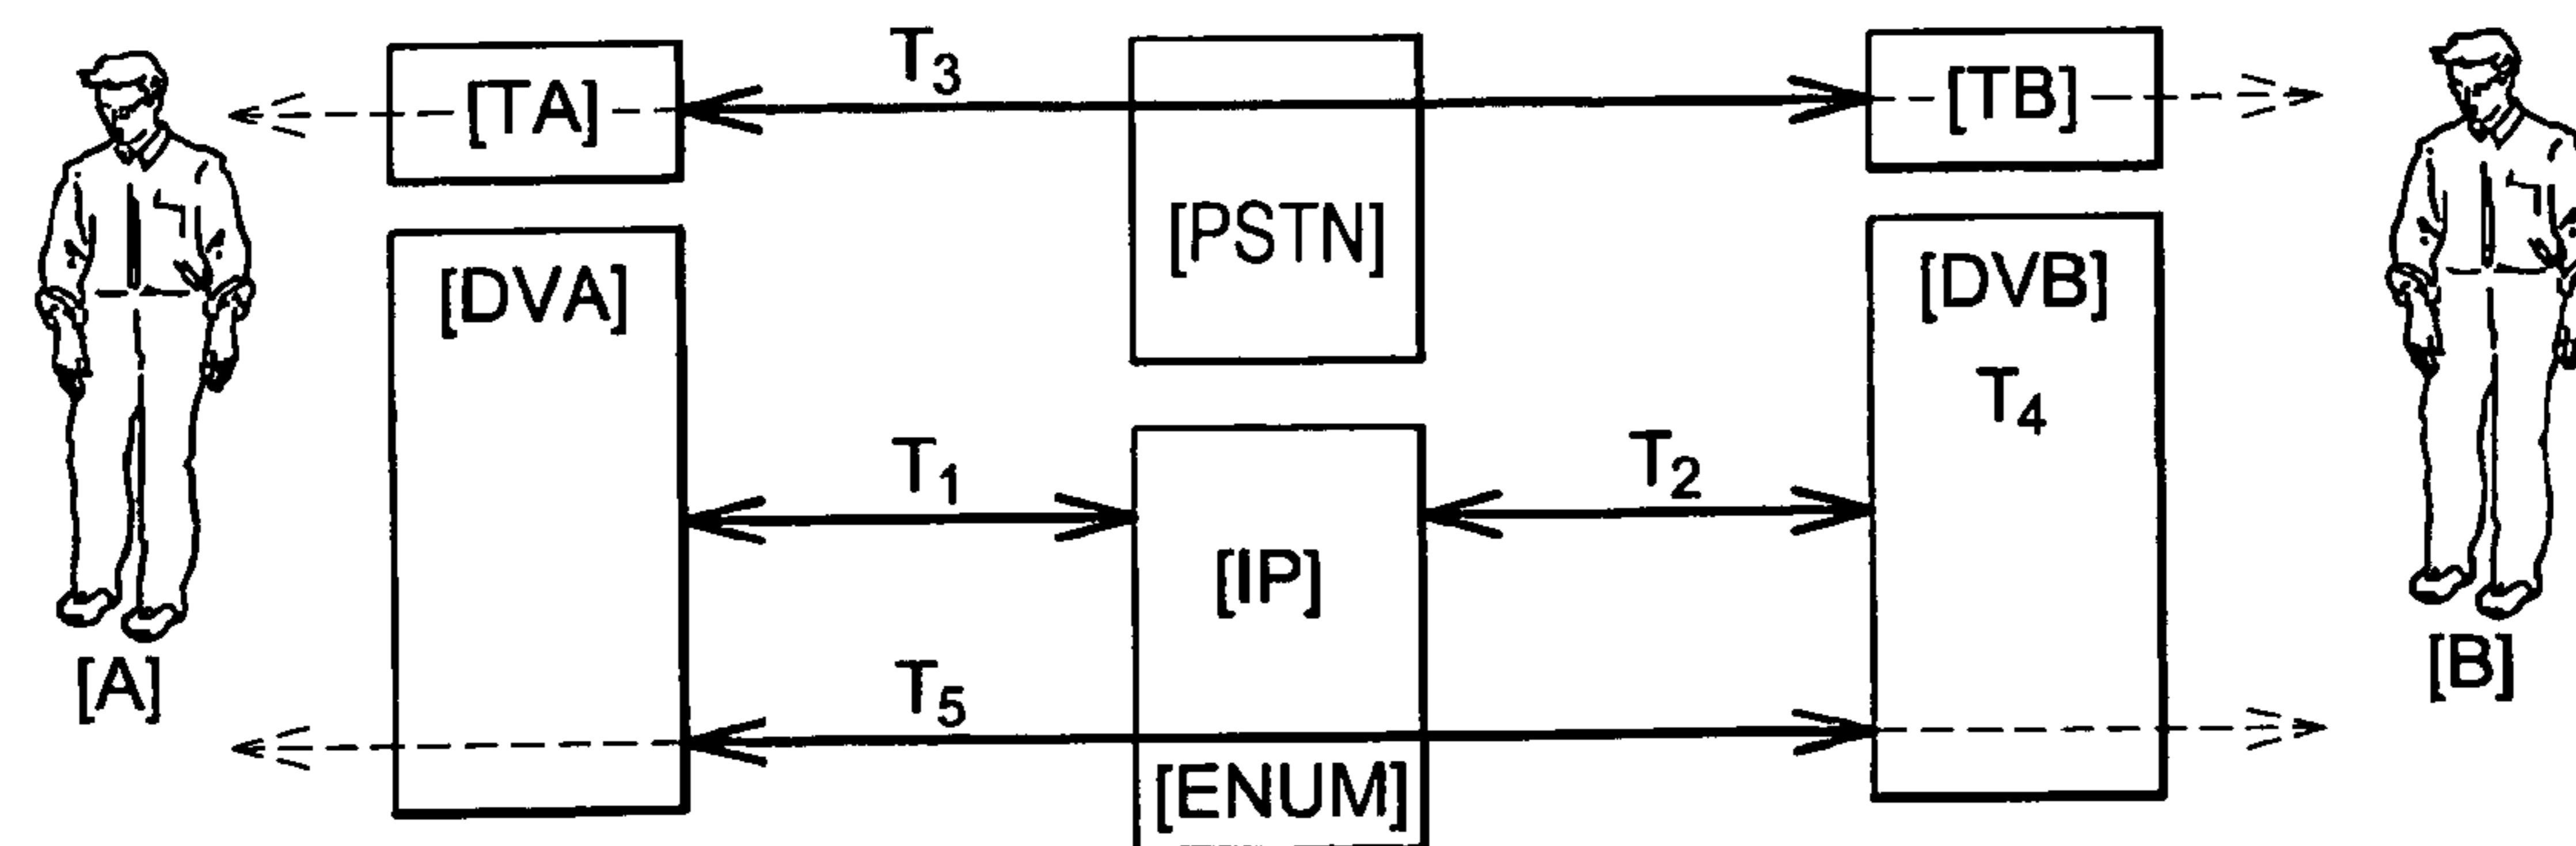 T3
[TA]
[TB]
[PSTN]
[DVA]
[DVB]
T4
T1
T2
[IP]
[A]
T5
[B]
[ENUM]